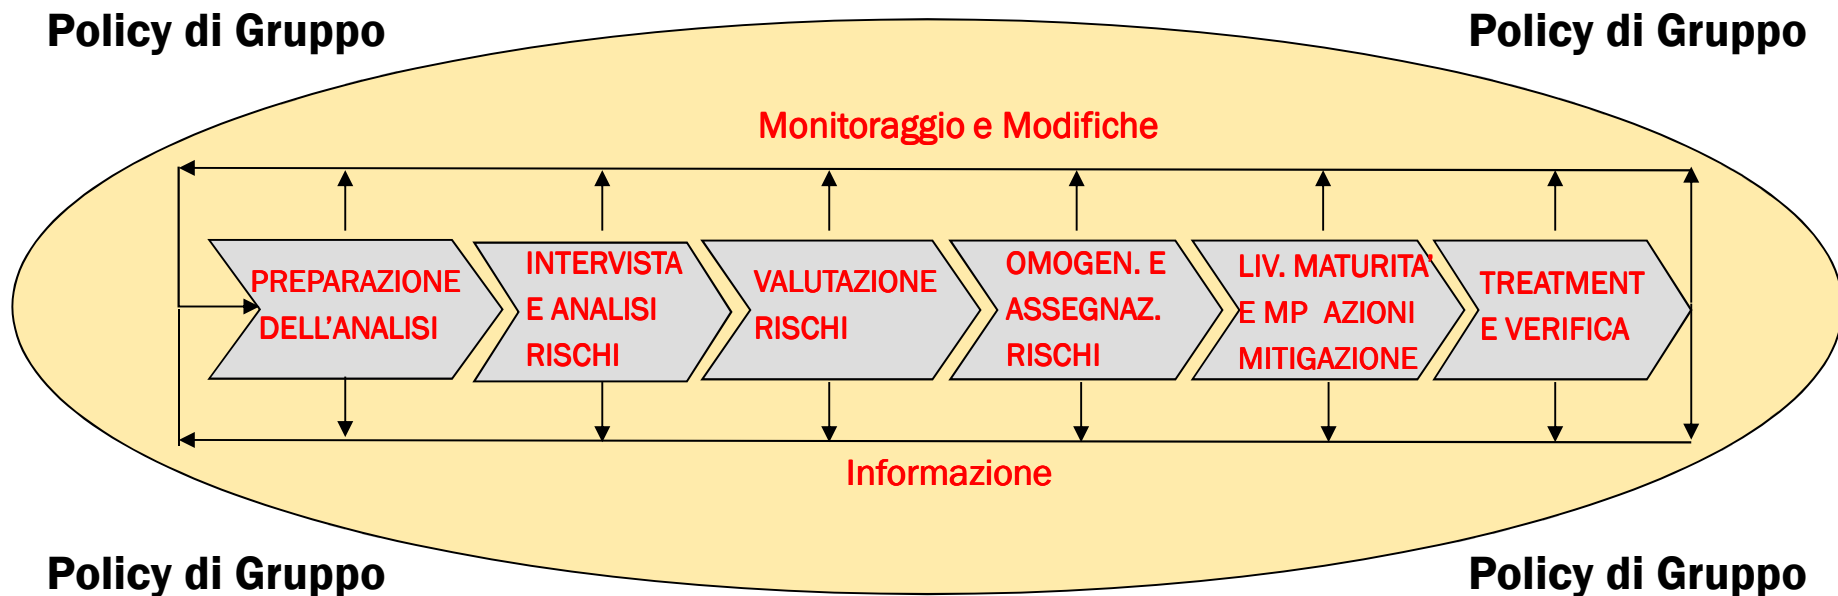 Policy di Gruppo
Policy di Gruppo
Monitoraggio e Modifiche
PREPARAZIONE
DELL’ANALISI
INTERVISTA
E ANALISI
RISCHI
VALUTAZIONE
RISCHI
OMOGEN. E
ASSEGNAZ.
RISCHI
LIV. MATURITA’
E MP AZIONI
MITIGAZIONE
TREATMENT
E VERIFICA
Informazione
Policy di Gruppo
Policy di Gruppo